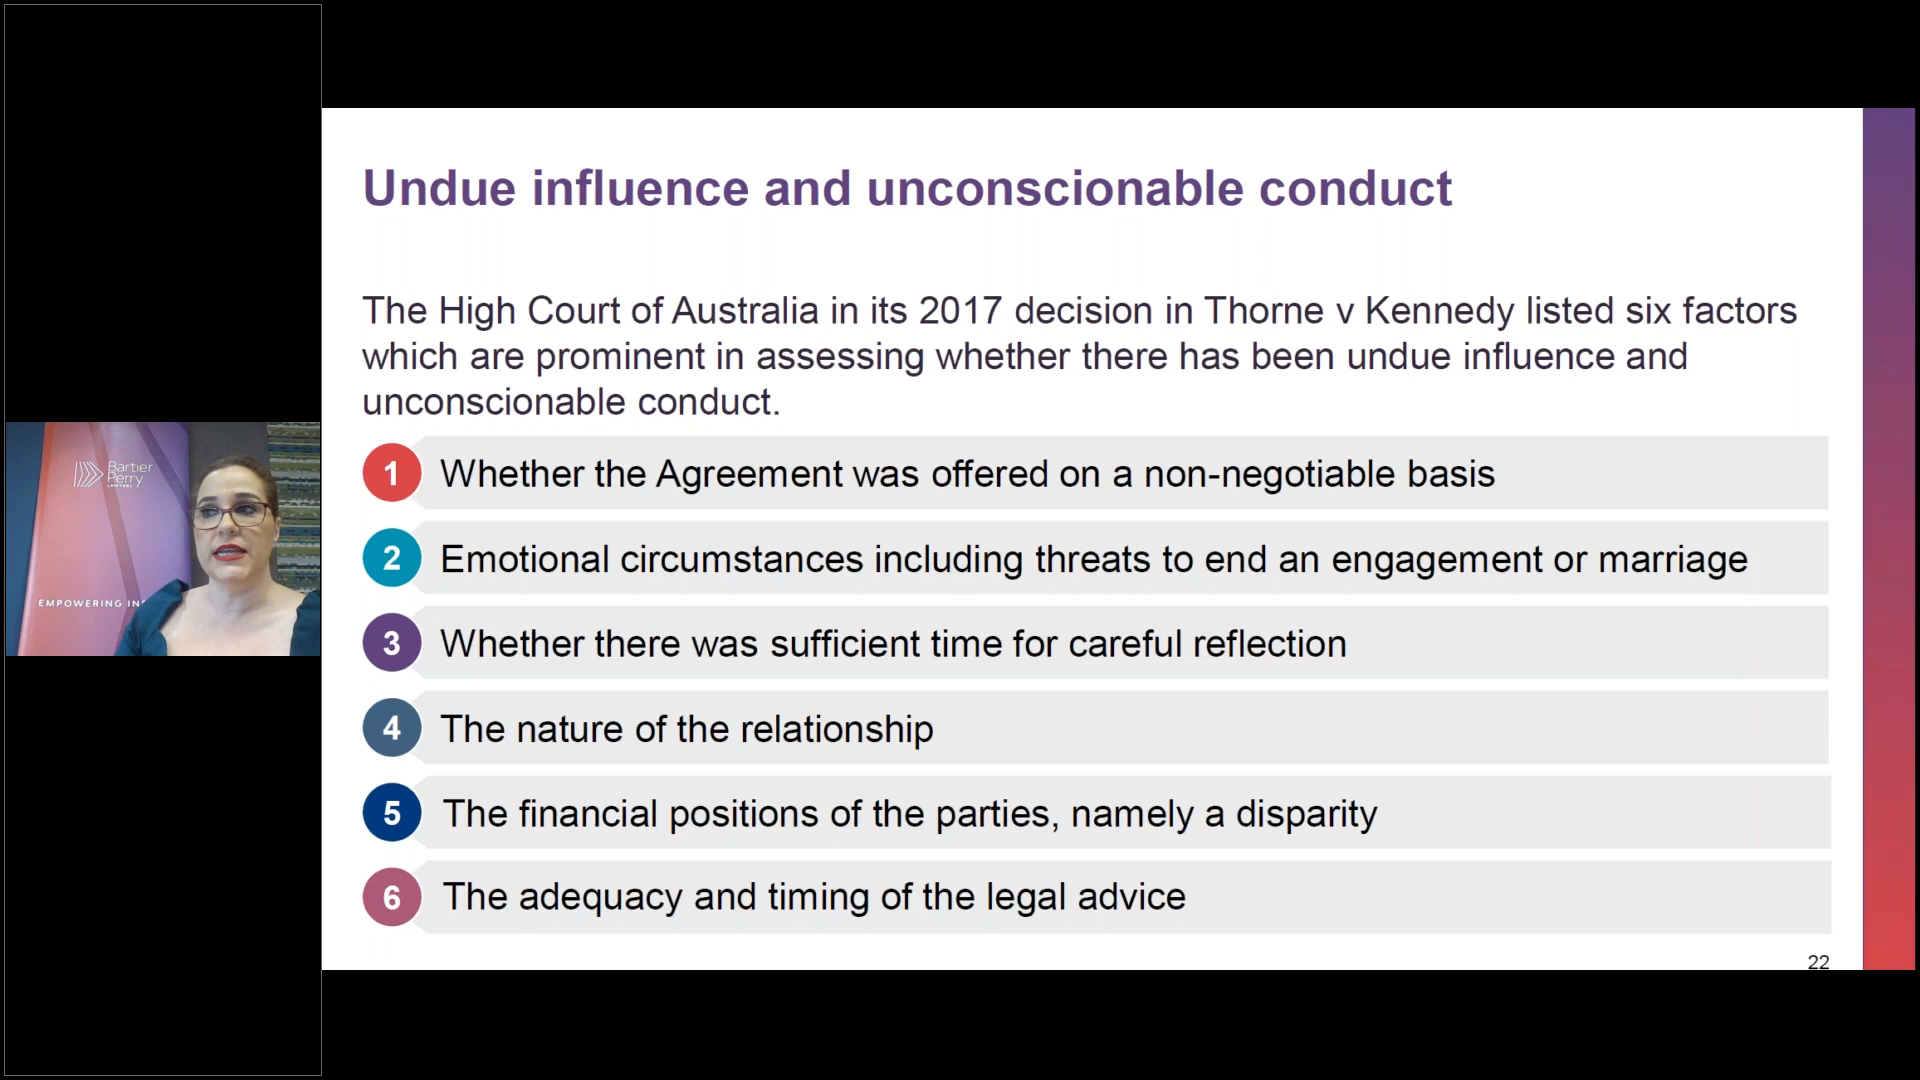 Bartier
Perry
LAWYERS
EMPOWERING
Undue influence and unconscionable conduct
The High Court of Australia in its 2017 decision in Thorne v Kennedy listed six factors
which are prominent in assessing whether there has been undue influence and
unconscionable conduct.
1 Whether the Agreement was offered on a non-negotiable basis
2 Emotional circumstances including threats to end an engagement or marriage
3 Whether there was sufficient time for careful reflection
4 The nature of the relationship
5 The financial positions of the parties, namely a disparity
6 The adequacy and timing of the legal advice
22